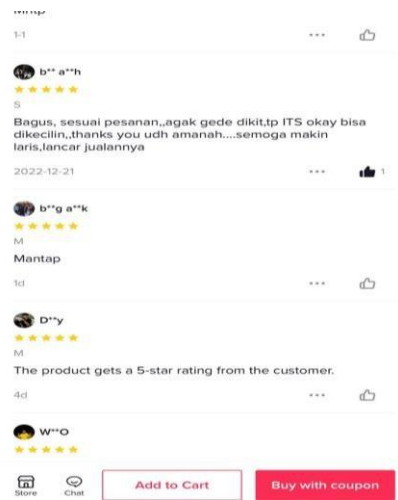 1-1
b** a**h
S
Bagus, sesuai pesanan,,agak gede dikit,tp ITS okay bisa
dikecilin,,thanks you udh amanah....semoga makin
laris,lancar jualannya
2022-12-21
1
b**g a**k
M
Mantap
1d
D**y
M
The product gets a 5-star rating from the customer.
4d
W**O
Store
Chat
Add to Cart
Buy with coupon